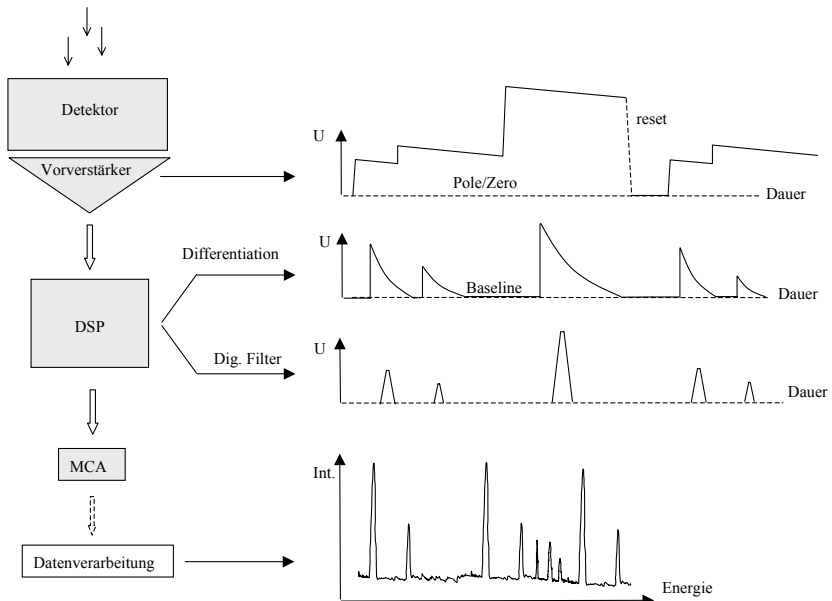 Detektor
Vorverstärker
U
reset
Pole/Zero
Dauer
Differentiation
U
Baseline
Dauer
DSP
Dig. Filter
U
Dauer
MCA
Int.
Datenverarbeitung
Energie